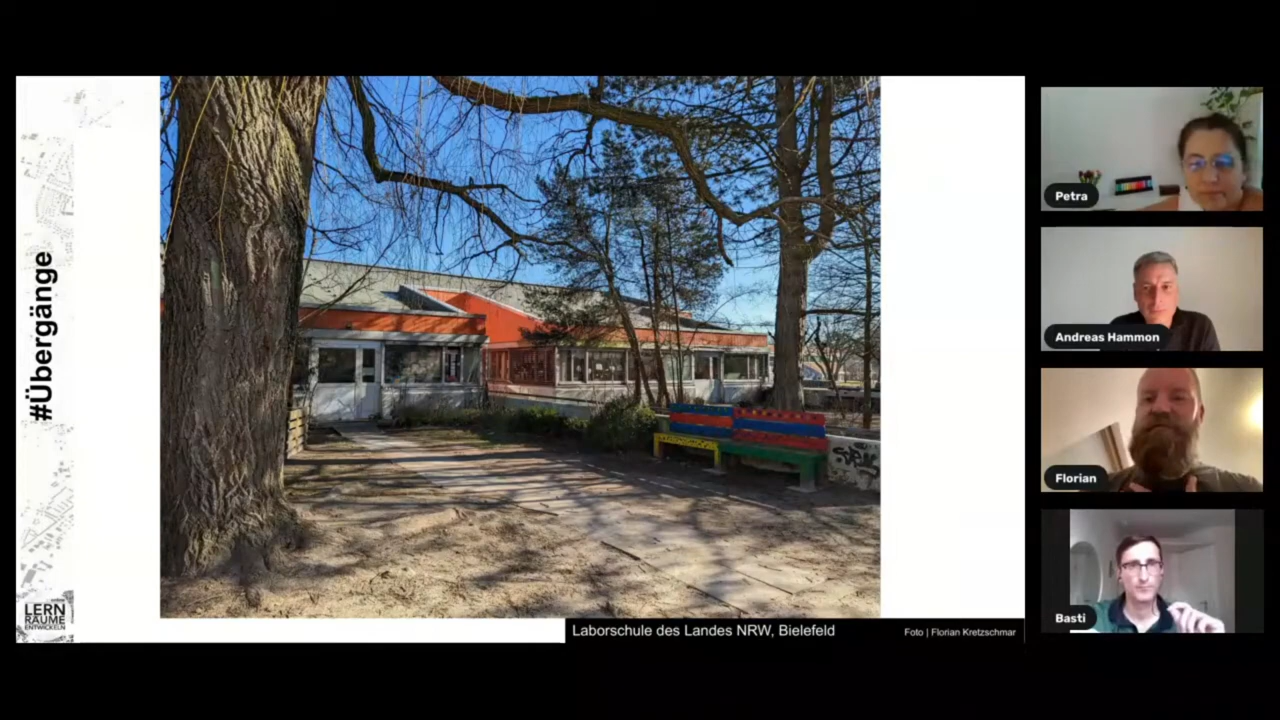 #Übergänge
LERN
RÄUME
ENTWICKELN
Laborschule des Landes NRW, Bielefeld
Foto | Florian Kretzschmar
Petra
Andreas Hammon
Florian
Basti